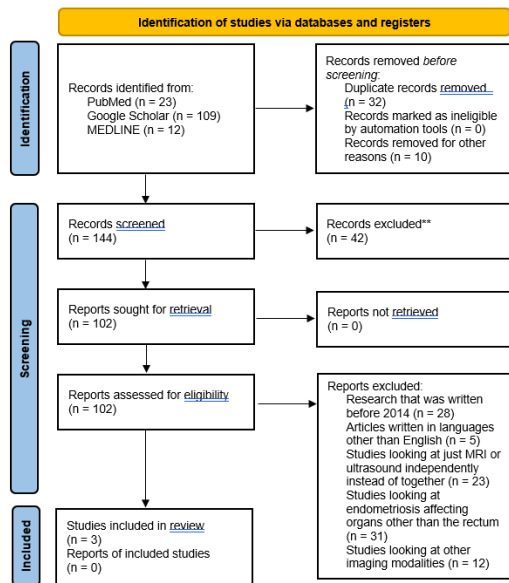 Identification of studies via databases and registers
Identification
Records identified from:
PubMed (n = 23)
Google Scholar (n = 109)
MEDLINE (n = 12)
Records removed before
screening:
Duplicate records removed
(n = 32)
Records marked as ineligible
by automation tools (n = 0)
Records removed for other
reasons (n = 10)
Screening
Records screened
(n = 144)
Records excluded**
(n = 42)
Reports sought for retrieval
(n = 102)
Reports not retrieved
(n = 0)
Reports assessed for eligibility
(n = 102)
Reports excluded:
Research that was written
before 2014 (n = 28)
Articles written in languages
other than English (n = 5)
Studies looking at just MRI or
ultrasound independently
instead of together (n = 23)
Studies looking at
endometriosis affecting
organs other than the rectum
(n = 31)
Studies looking at other
imaging modalities (n = 12)
Included
Studies included in review
(n = 3)
Reports of included studies
(n = 0)